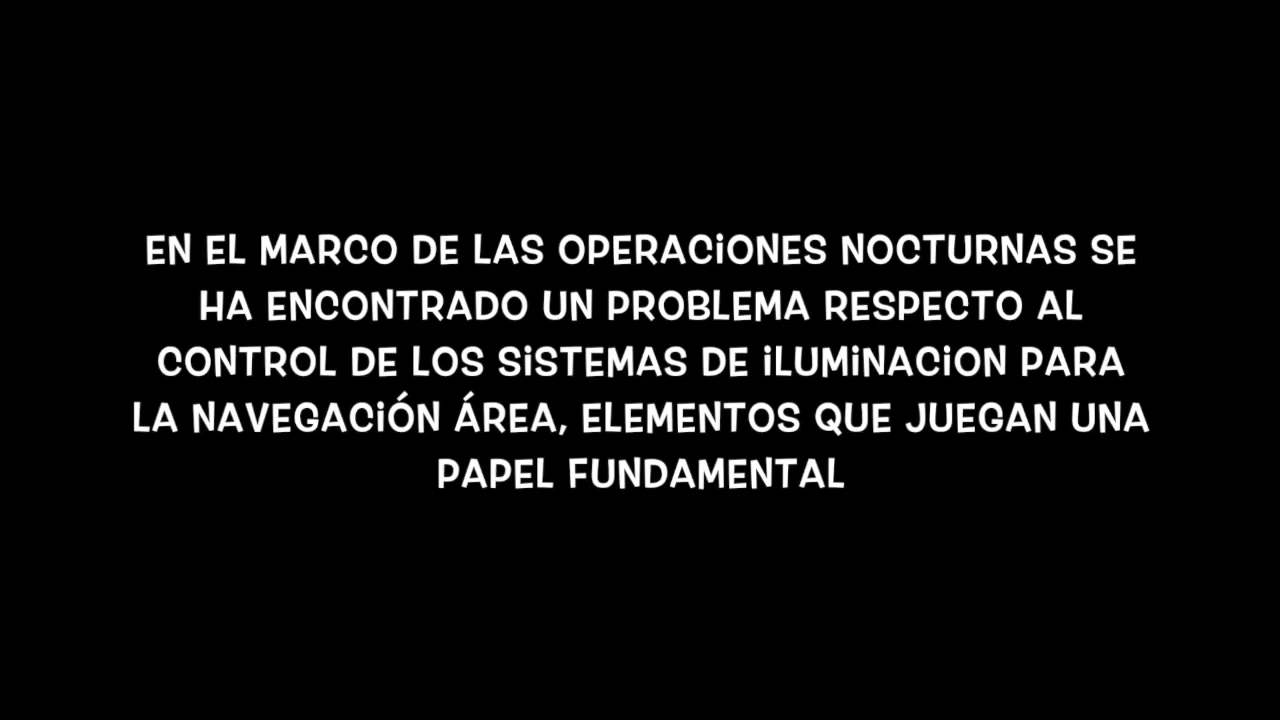 EN EL MARCO DE LAS OPERACiONES NOCTURNAS SE
HA ENCONTRADO UN PROBLEMA RESPECTO AL
CONTROL DE LOS SiSTEMAS DE iLUMiNACiON PARA
LA NAVEGACiÓN ÁREA, ELEMENTOS QUE JUEGAN UNA
PAPEL FUNDAMENTAL